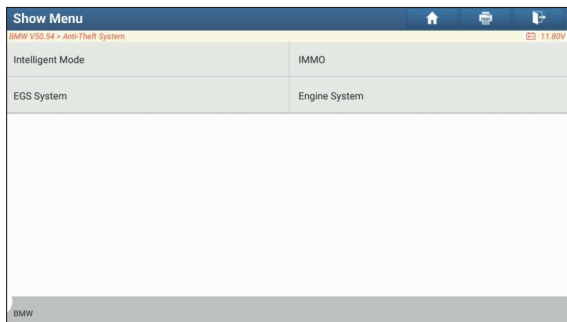 Show Menu
BMW V50.54 > Anti-Theft System
11.80V
Intelligent Mode
IMMO
EGS System
Engine System
BMW